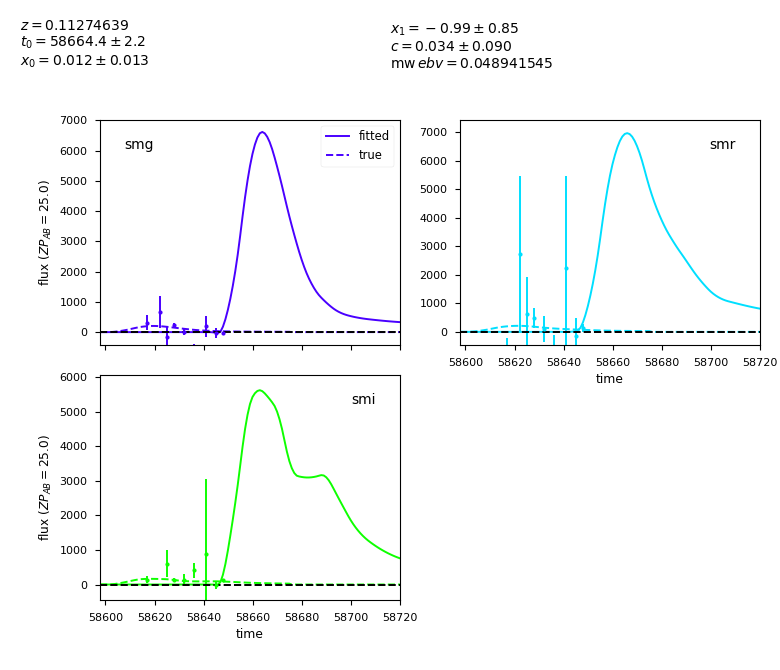 z = 0.11274639
t₀ = 58664.4 ± 2.2
x₀ = 0.012 ± 0.013
x₁ = −0.99 ± 0.85
c = 0.034 ± 0.090
mw ebv = 0.048941545
7000
6000
5000
4000
3000
2000
1000
0
flux (ZP_AB = 25.0)
smg
fitted
true
7000
6000
5000
4000
3000
2000
1000
0
smr
58600 58620 58640 58660 58680 58700 58720
time
6000
5000
4000
3000
2000
1000
0
flux (ZP_AB = 25.0)
smi
58600 58620 58640 58660 58680 58700 58720
time